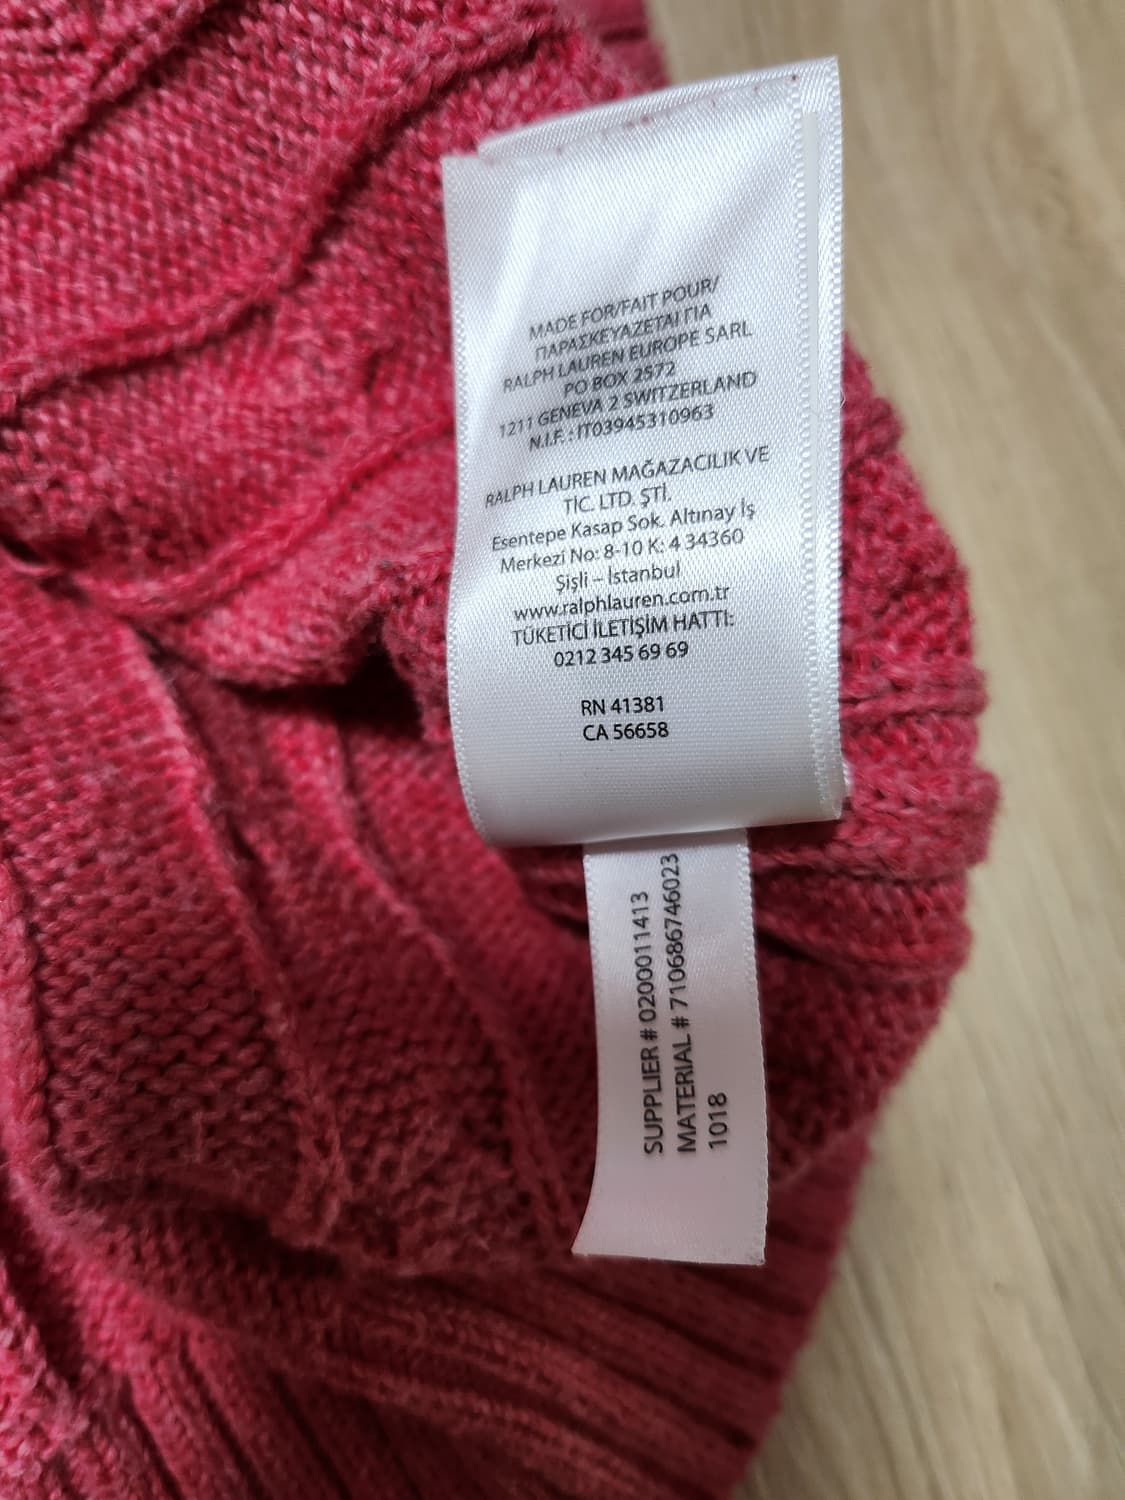 MADE FOR/FAIT POUR/
ΠΑΡΑΣΚΕΥΑΖΕΤΑΙ ΓΙΑ
RALPH LAUREN EUROPE SARL
PO BOX 2572
1211 GENEVA 2 SWITZERLAND
N.I.F. : IT03945310963
RALPH LAUREN MAĞAZACILIK VE
TİC. LTD. ŞTİ.
Esentepe Kasap Sok. Altınay İş
Merkezi No: 8-10 K: 4 34360
Şişli – İstanbul
www.ralphlauren.com.tr
TÜKETİCİ İLETİŞİM HATTI:
0212 345 69 69
RN 41381
CA 56658
SUPPLIER # 0200011413
MATERIAL # 710686746023
1018